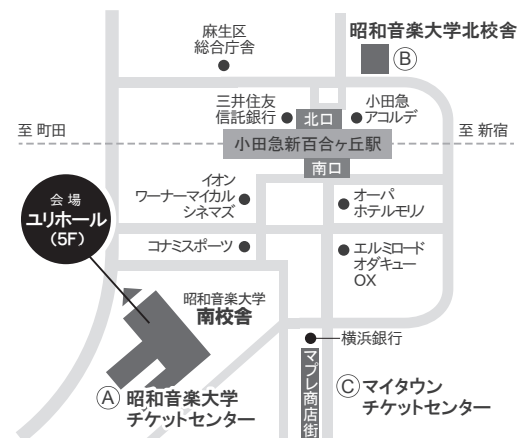 麻生区
総合庁舎
昭和音楽大学北校舎
Ⓑ
三井住友
信託銀行
北口
小田急
アコルデ
至 町田
小田急新百合ヶ丘駅
至 新宿
南口
イオン
ワーナーマイカル
シネマズ
オーパ
ホテルモリノ
会 場
ユリホール
(5F)
コナミスポーツ
エルミロード
オダキュー
OX
昭和音楽大学
南校舎
横浜銀行
マプレ商店街
Ⓐ 昭和音楽大学
チケットセンター
Ⓒ マイタウン
チケットセンター